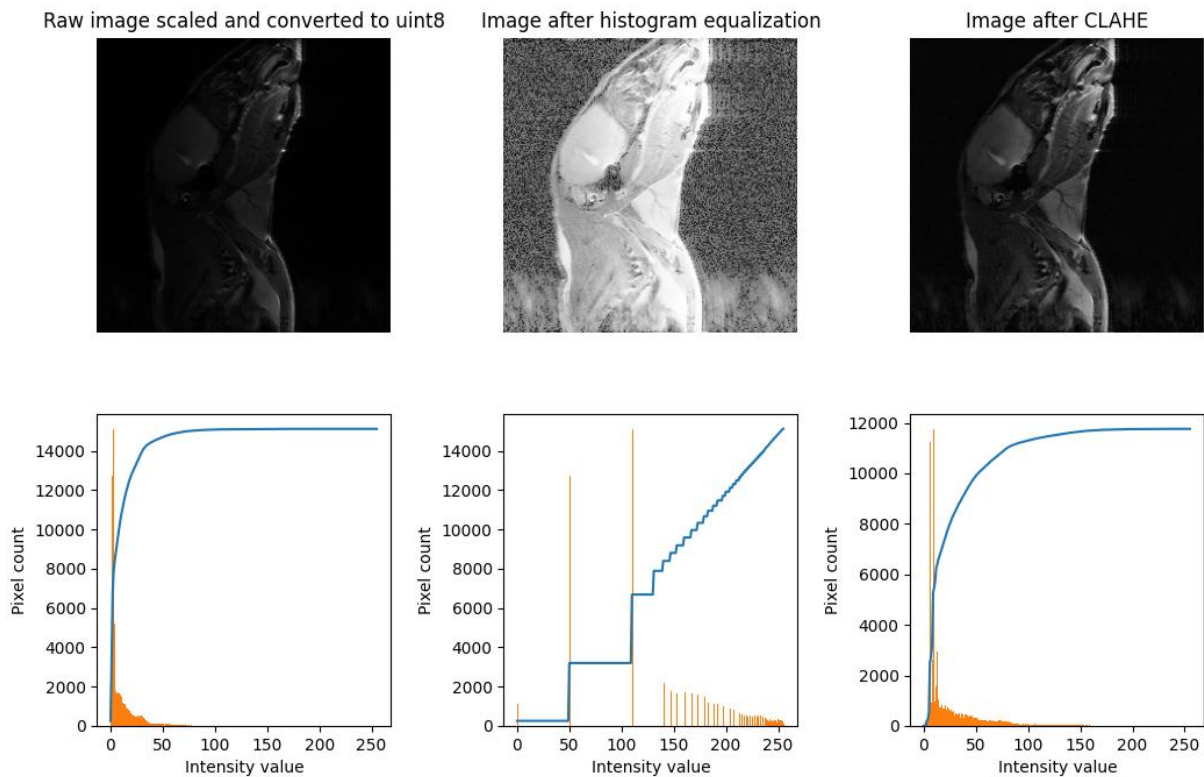 Raw image scaled and converted to uint8
Image after histogram equalization
Image after CLAHE
14000
12000
10000
8000
6000
4000
2000
0
Pixel count
0 50 100 150 200 250
Intensity value
14000
12000
10000
8000
6000
4000
2000
0
Pixel count
0 50 100 150 200 250
Intensity value
12000
10000
8000
6000
4000
2000
0
Pixel count
0 50 100 150 200 250
Intensity value